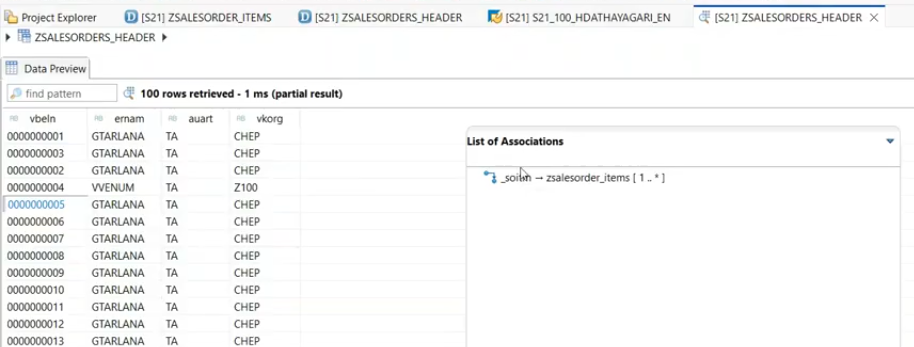 Project Explorer [S21] ZSALESORDER_ITEMS [S21] ZSALESORDERS_HEADER [S21] S21_100_HDATHAYAGARI_EN [S21] ZSALESORDERS_HEADER
ZSALESORDERS_HEADER
Data Preview
find pattern 100 rows retrieved - 1 ms (partial result)
vbeln ernam auart vkorg
0000000001 GTARLANA TA CHEP
List of Associations
0000000003 GTARLANA TA CHEP
0000000002 GTARLANA TA CHEP
_soitm → zsalesorder_items [ 1 .. * ]
0000000004 VVENUM TA Z100
0000000005 GTARLANA TA CHEP
0000000006 GTARLANA TA CHEP
0000000007 GTARLANA TA CHEP
0000000008 GTARLANA TA CHEP
0000000009 GTARLANA TA CHEP
0000000010 GTARLANA TA CHEP
0000000011 GTARLANA TA CHEP
0000000012 GTARLANA TA CHEP
0000000013 GTARLANA TA CHEP